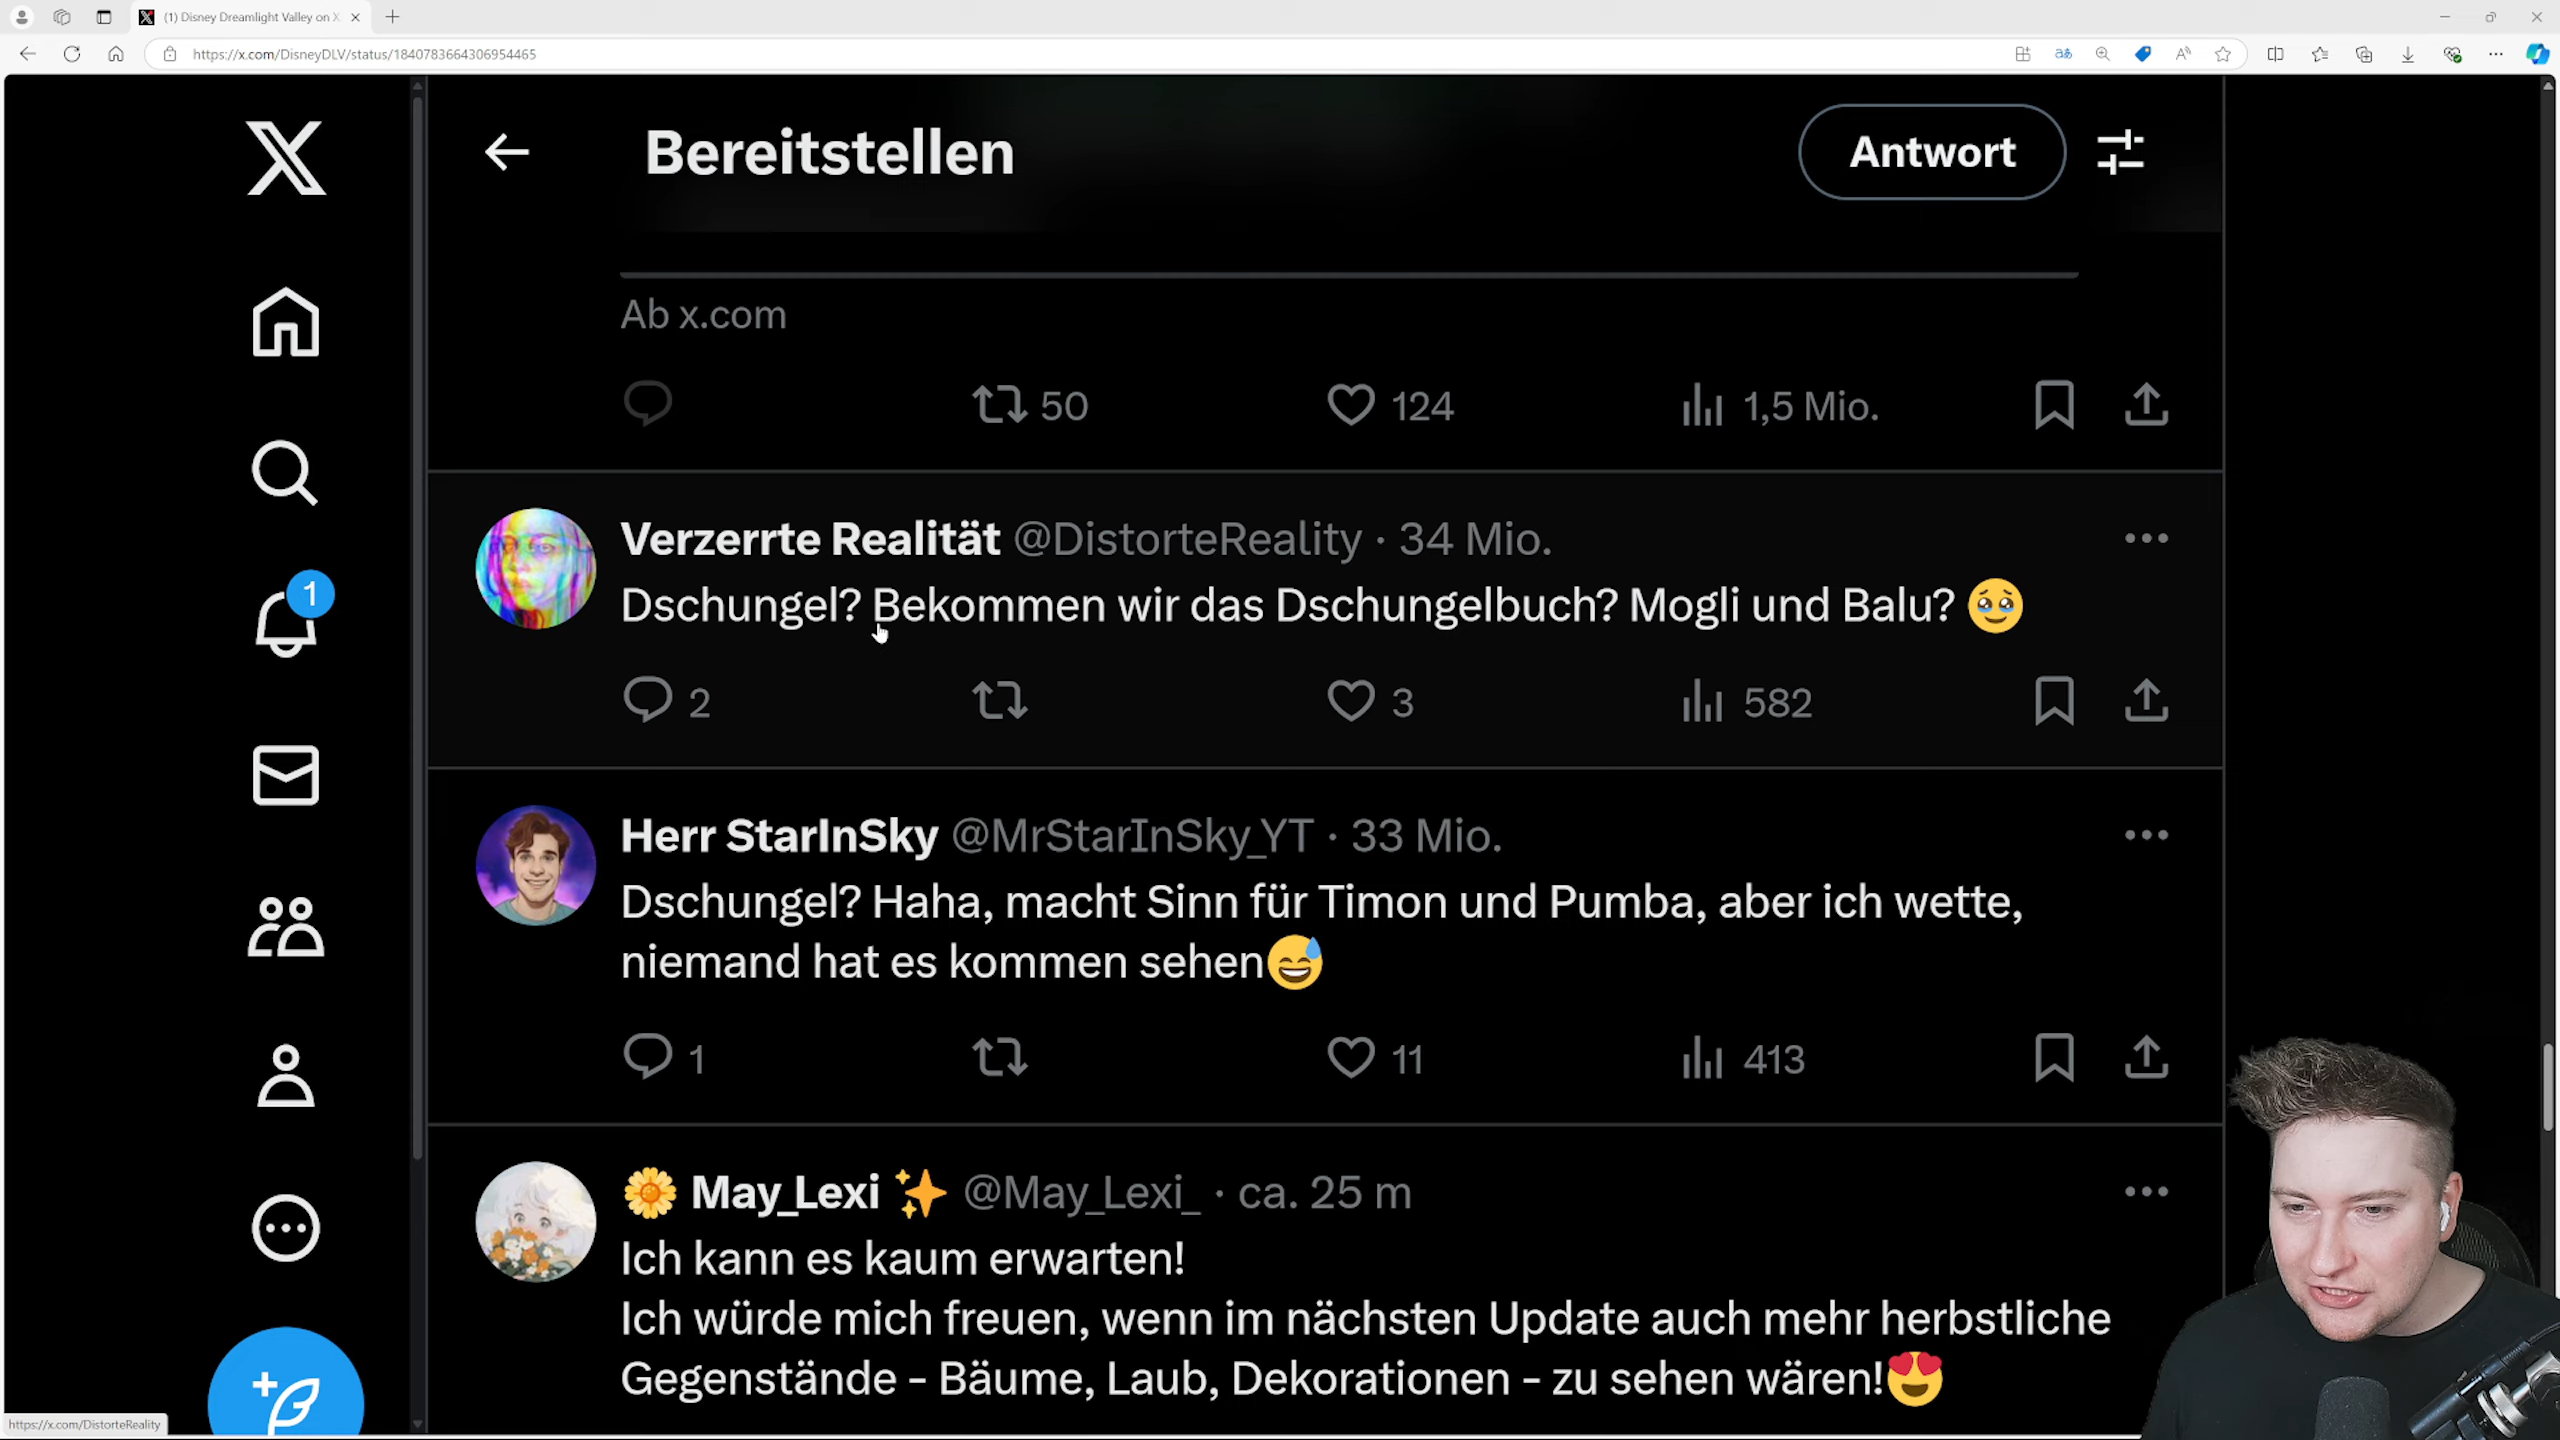 (1) Disney Dreamlight Valley on X
https://x.com/DisneyDLV/status/1840783664306954465
Bereitstellen
Antwort
Ab x.com
50
124
1,5 Mio.
1
Verzerrte Realität @DistorteReality · 34 Mio.
Dschungel? Bekommen wir das Dschungelbuch? Mogli und Balu? 🥹
2
3
582
Herr StarInSky @MrStarInSky_YT · 33 Mio.
Dschungel? Haha, macht Sinn für Timon und Pumba, aber ich wette,
niemand hat es kommen sehen😅
1
11
413
🌼 May_Lexi ✨ @May_Lexi_ · ca. 25 m
Ich kann es kaum erwarten!
Ich würde mich freuen, wenn im nächsten Update auch mehr herbstliche
Gegenstände - Bäume, Laub, Dekorationen - zu sehen wären!😍
https://x.com/DistorteReality